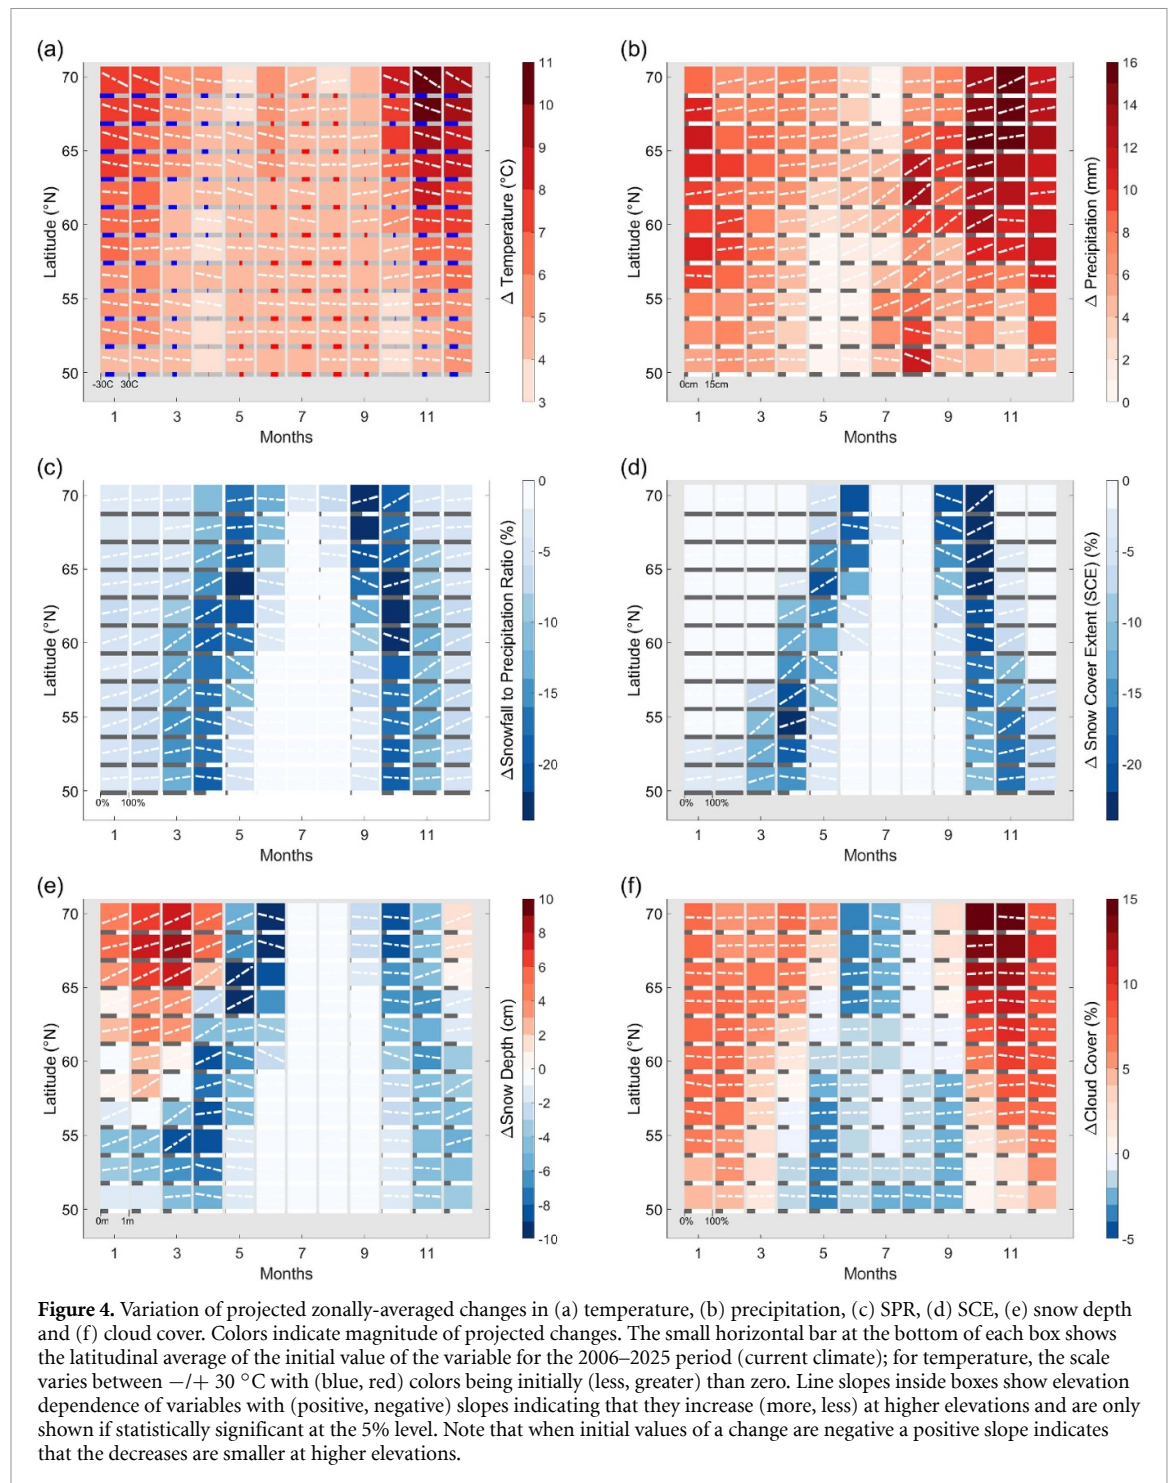 (a)
70
65
60
55
50
Latitude (°N)
-30C 30C
1 3 5 7 9 11
Months
11
10
9
8
7
6
5
4
3
Δ Temperature (°C)
(b)
70
65
60
55
50
Latitude (°N)
0cm 15cm
1 3 5 7 9 11
Months
16
14
12
10
8
6
4
2
0
Δ Precipitation (mm)
(c)
70
65
60
55
50
Latitude (°N)
0% 100%
1 3 5 7 9 11
Months
0
-5
-10
-15
-20
ΔSnowfall to Precipitation Ratio (%)
(d)
70
65
60
55
50
Latitude (°N)
0% 100%
1 3 5 7 9 11
Months
0
-5
-10
-15
-20
Δ Snow Cover Extent (SCE) (%)
(e)
70
65
60
55
50
Latitude (°N)
0m 1m
1 3 5 7 9 11
Months
10
8
6
4
2
0
-2
-4
-6
-8
-10
ΔSnow Depth (cm)
(f)
70
65
60
55
50
Latitude (°N)
0% 100%
1 3 5 7 9 11
Months
15
10
5
0
-5
ΔCloud Cover (%)
Figure 4. Variation of projected zonally-averaged changes in (a) temperature, (b) precipitation, (c) SPR, (d) SCE, (e) snow depth
and (f) cloud cover. Colors indicate magnitude of projected changes. The small horizontal bar at the bottom of each box shows
the latitudinal average of the initial value of the variable for the 2006–2025 period (current climate); for temperature, the scale
varies between −/+ 30 °C with (blue, red) colors being initially (less, greater) than zero. Line slopes inside boxes show elevation
dependence of variables with (positive, negative) slopes indicating that they increase (more, less) at higher elevations and are only
shown if statistically significant at the 5% level. Note that when initial values of a change are negative a positive slope indicates
that the decreases are smaller at higher elevations.